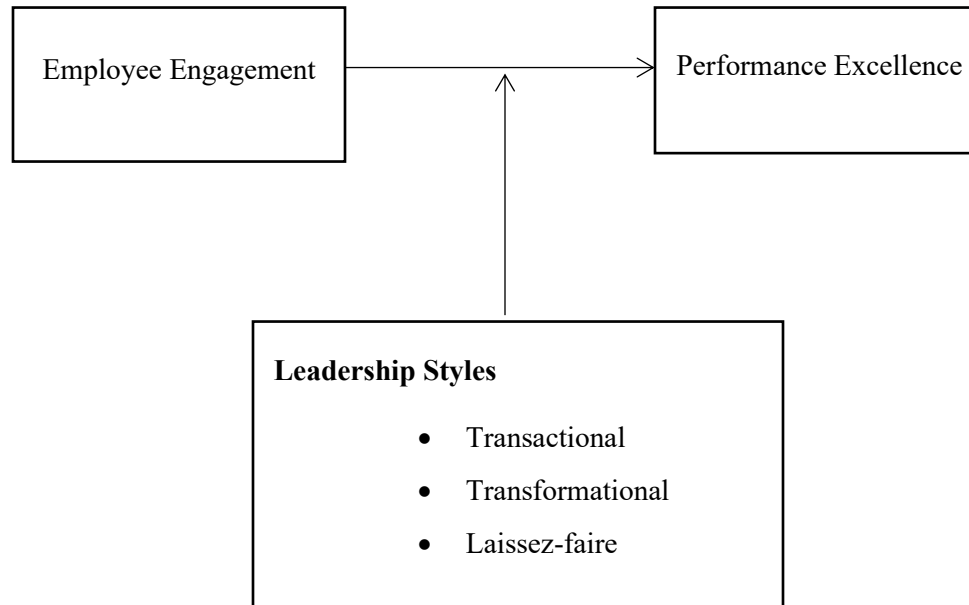 Employee Engagement
Performance Excellence
Leadership Styles
• Transactional
• Transformational
• Laissez-faire